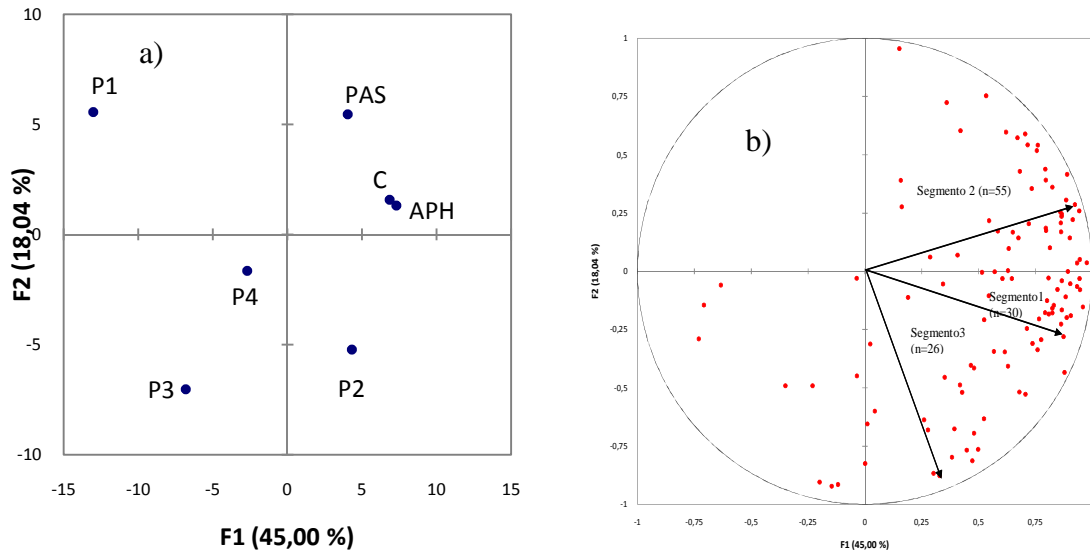 a)
10
5
0
-5
-10
P1
PAS
C
APH
P4
P2
P3
-15 -10 -5 0 5 10 15
F2 (18,04 %)
F1 (45,00 %)
b)
1
0,75
0,5
0,25
0
-0,25
-0,5
-0,75
-1
Segmento 2 (n=55)
Segmento1
(n=30)
Segmento3
(n=26)
-1 -0,75 -0,5 -0,25 0 0,25 0,5 0,75 1
F2 (18,04 %)
F1 (45,00 %)